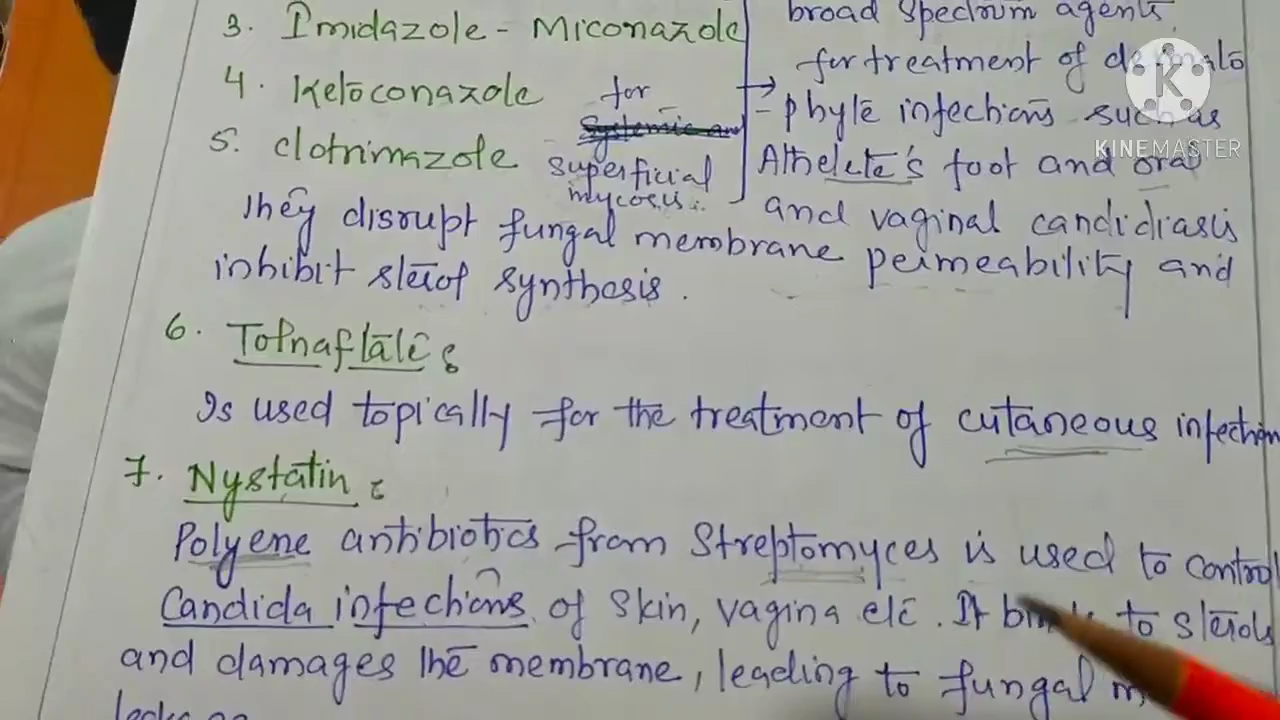 3. Imidazole - Miconazole
4. Ketoconazole
5. Clotrimazole
for
superficial
mycosis.
broad spectrum agents
for treatment of
- phyte infections such as
Athelete's foot and oral
and vaginal candidiasis
They disrupt fungal membrane permeability and
inhibit sterol synthesis.
6. Tolnaftate :
Is used topically for the treatment of cutaneous infection
7. Nystatin :
Polyene antibiotics from Streptomyces is used to control
Candida infections of skin, vagina etc. It to sterols
and damages the membrane, leading to fungal
KINEMASTER